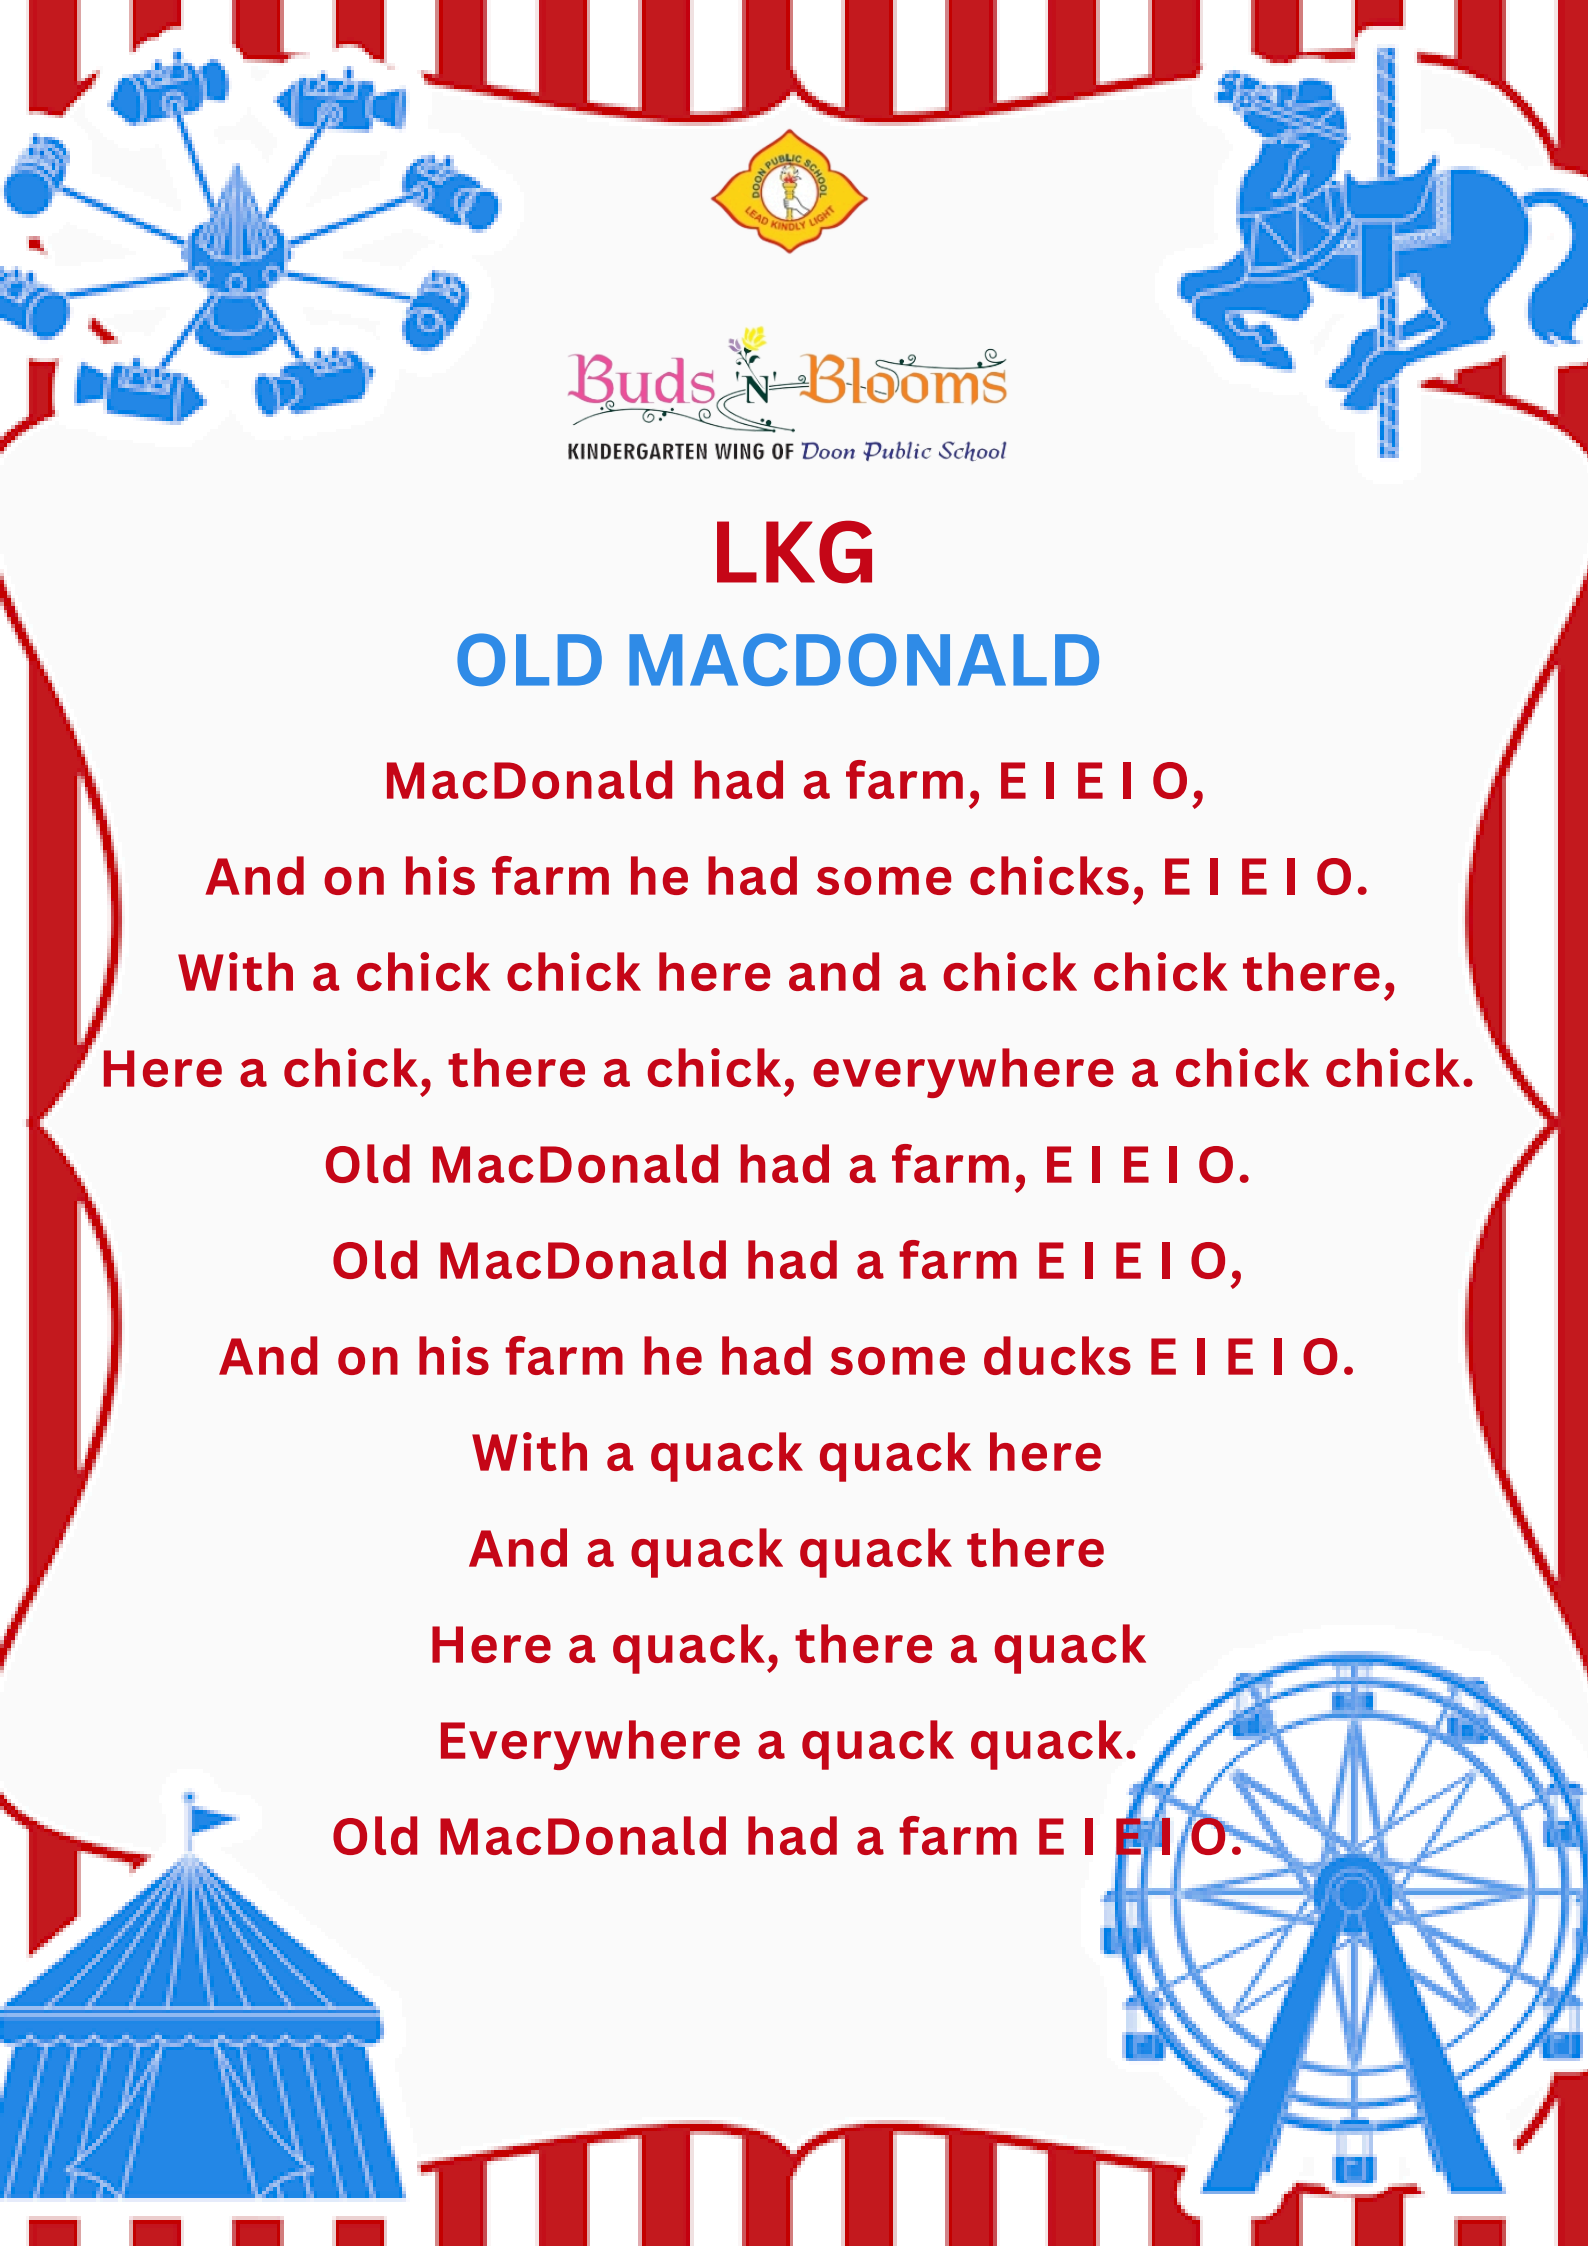 DOON PUBLIC SCHOOL
LEAD KINDLY LIGHT
Buds 'N' Blooms
KINDERGARTEN WING OF Doon Public School
LKG
OLD MACDONALD
MacDonald had a farm, E I E I O,
And on his farm he had some chicks, E I E I O.
With a chick chick here and a chick chick there,
Here a chick, there a chick, everywhere a chick chick.
Old MacDonald had a farm, E I E I O.
Old MacDonald had a farm E I E I O,
And on his farm he had some ducks E I E I O.
With a quack quack here
And a quack quack there
Here a quack, there a quack
Everywhere a quack quack.
Old MacDonald had a farm E I E I O.